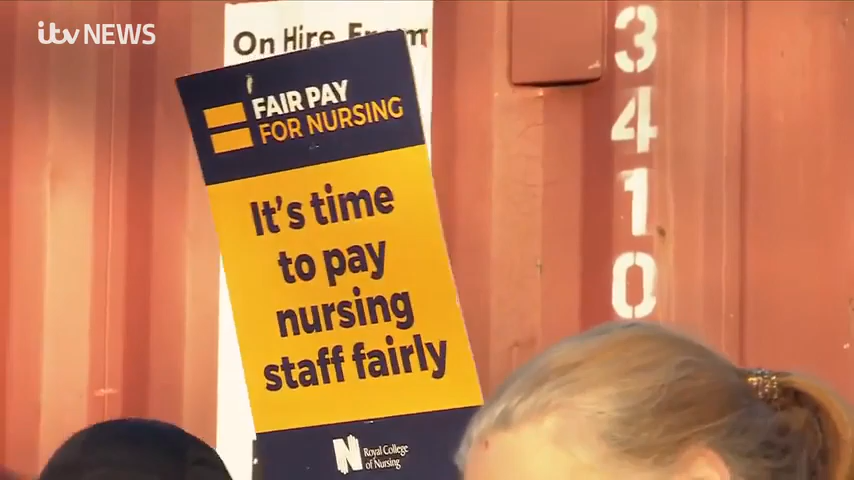 itv NEWS
On Hire From
FAIR PAY
FOR NURSING
It's time
to pay
nursing
staff fairly
N Royal College
of Nursing
3
4
1
0